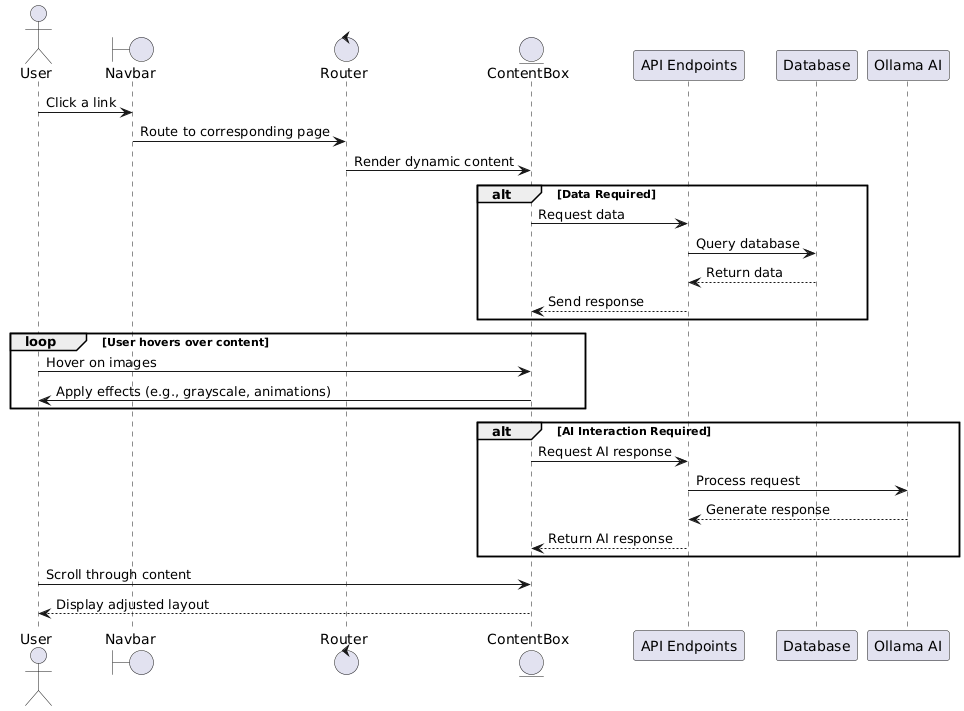 User Navbar Router ContentBox API Endpoints Database Ollama AI
Click a link
Route to corresponding page
Render dynamic content
alt [Data Required]
Request data
Query database
Return data
Send response
loop [User hovers over content]
Hover on images
Apply effects (e.g., grayscale, animations)
alt [AI Interaction Required]
Request AI response
Process request
Generate response
Return AI response
Scroll through content
Display adjusted layout
User Navbar Router ContentBox API Endpoints Database Ollama AI